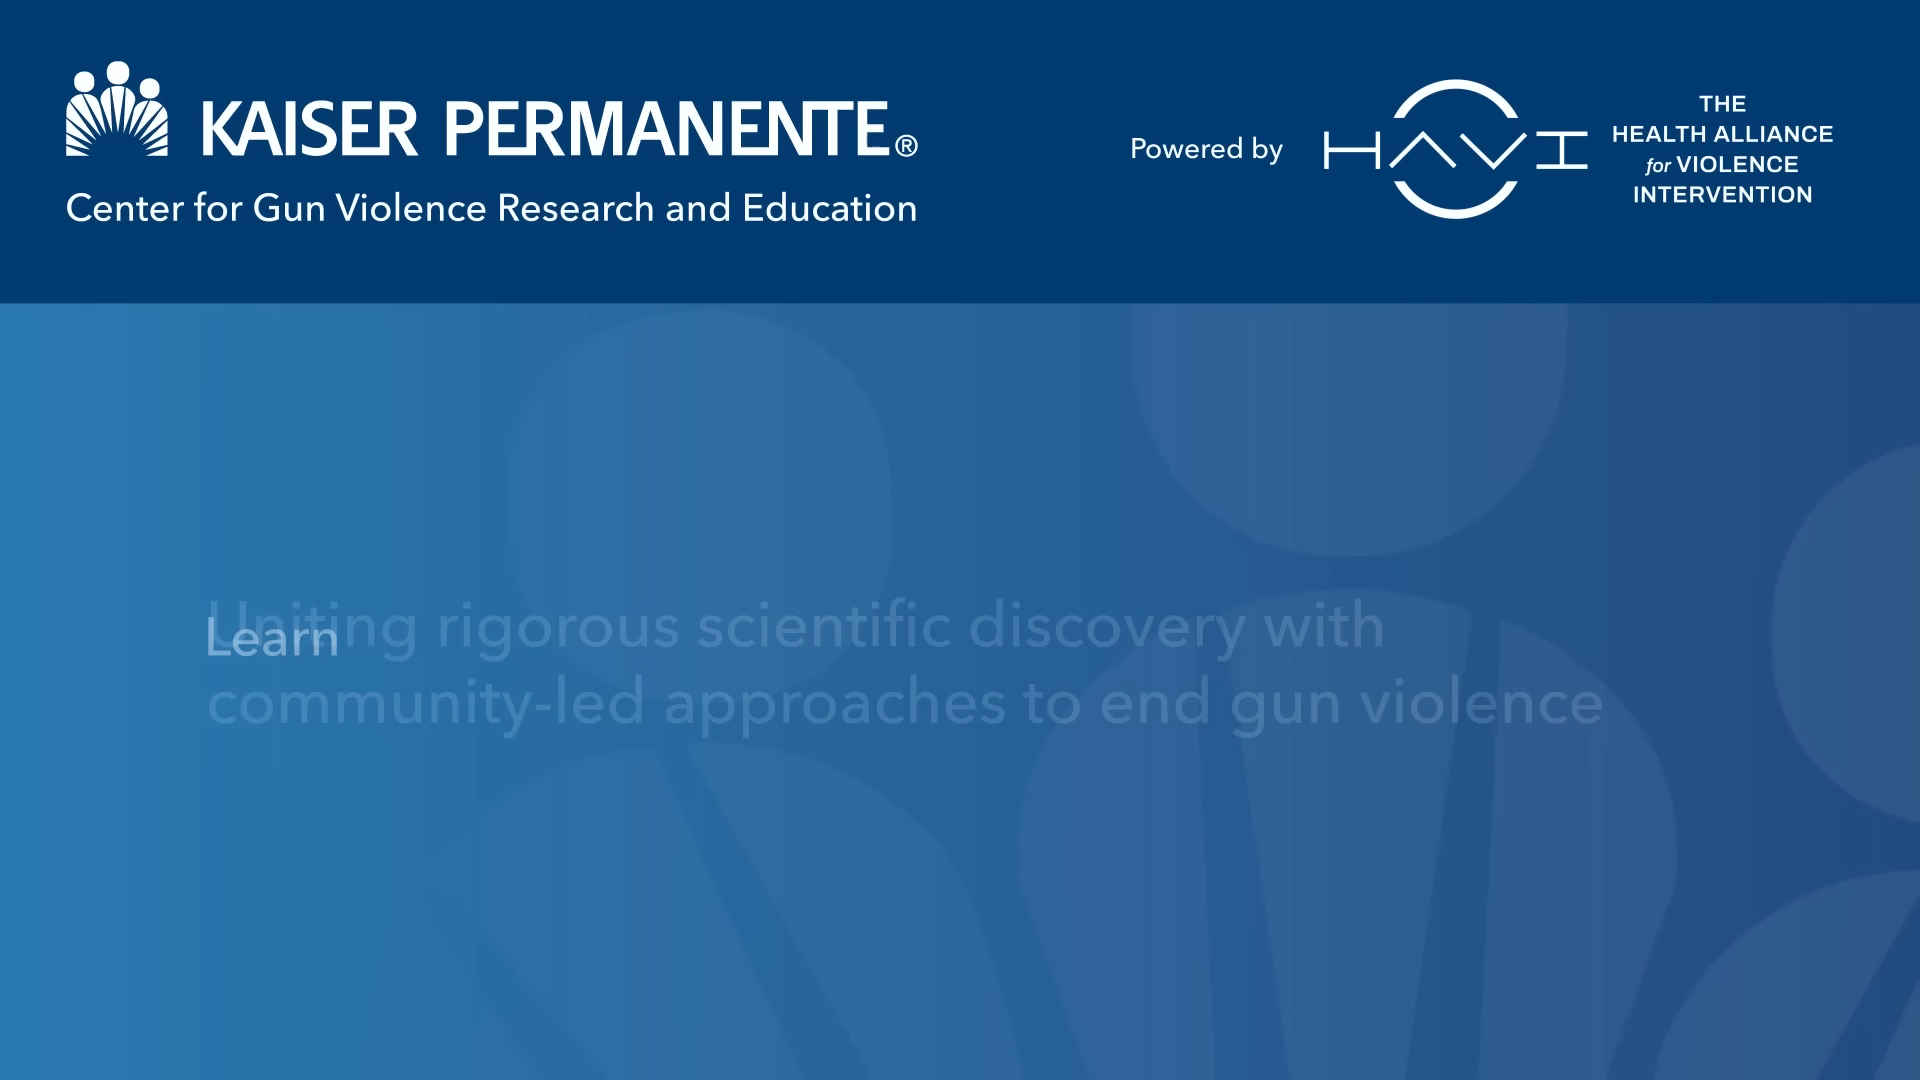 KAISER PERMANENTE®
Center for Gun Violence Research and Education
Powered by
HAVI
THE
HEALTH ALLIANCE
for VIOLENCE
INTERVENTION
Uniting rigorous scientific discovery with
Learn
community-led approaches to end gun violence